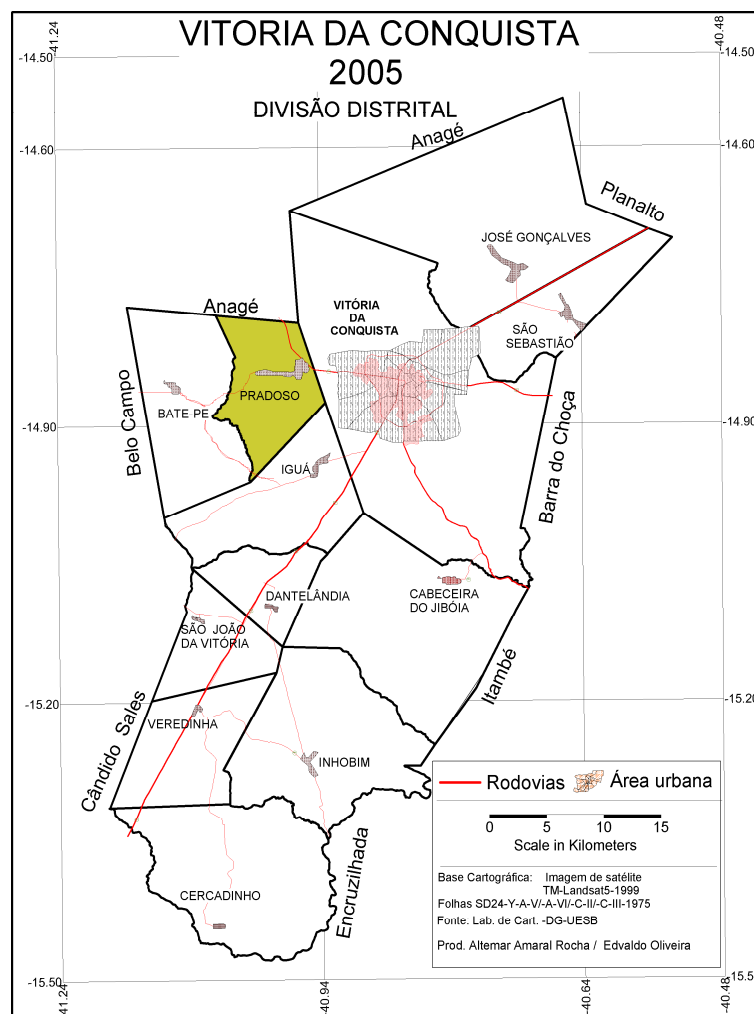 VITORIA DA CONQUISTA
2005
DIVISÃO DISTRITAL
41.24
-40.48
-14.50
-14.50
-14.60
-14.60
Anagé
Planalto
JOSÉ GONÇALVES
Anagé
VITÓRIA
DA
CONQUISTA
SÃO
SEBASTIÃO
Belo Campo
BATE PE
PRADOSO
-14.90
-14.90
IGUÁ
Barra do Choça
DANTELÂNDIA
CABECEIRA
DO JIBÓIA
SÃO JOÃO
DA VITÓRIA
Itambé
-15.20
-15.20
Cândido Sales
VEREDINHA
INHOBIM
Rodovias
Área urbana
0 5 10 15
Scale in Kilometers
Encruzilhada
CERCADINHO
Base Cartográfica: Imagem de satélite
TM-Landsat5-1999
Folhas SD24-Y-A-V/-A-VI/-C-II/-C-III-1975
Fonte. Lab. de Cart. -DG-UESB
Prod. Altemar Amaral Rocha / Edvaldo Oliveira
-15.50
-15.5
41.24
-40.94
-40.64
-40.48